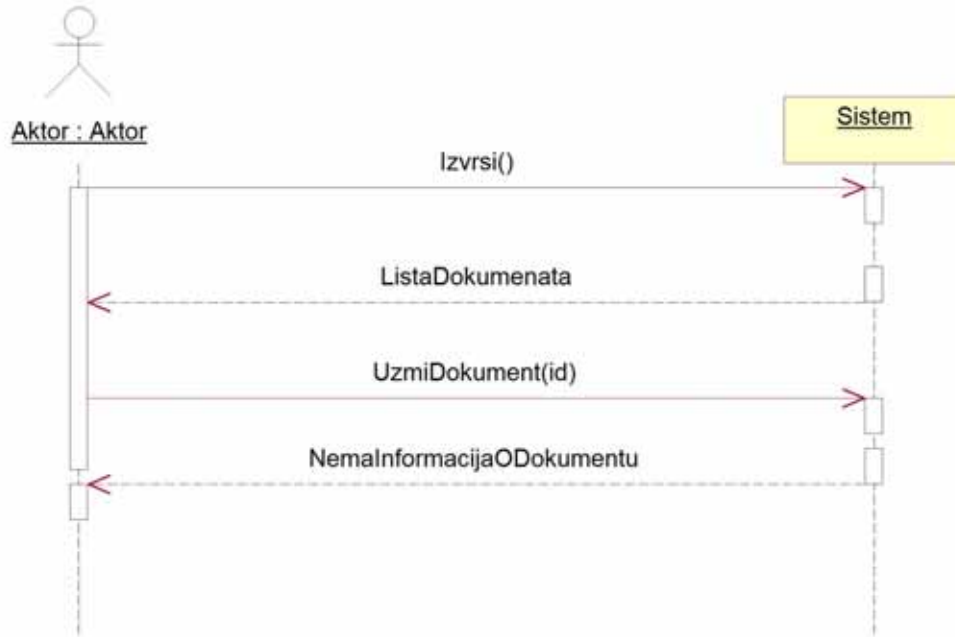 Aktor : Aktor
Sistem
Izvrsi()
ListaDokumenata
UzmiDokument(id)
NemaInformacijaODokumentu